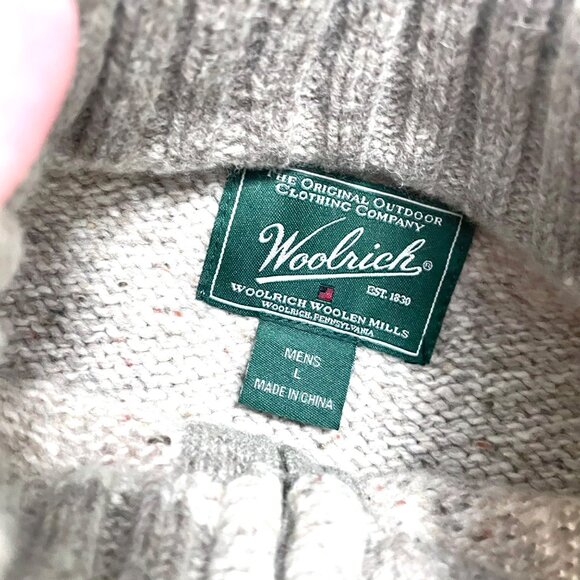 THE ORIGINAL OUTDOOR
CLOTHING COMPANY
Woolrich®
EST. 1830
WOOLRICH WOOLEN MILLS
WOOLRICH, PENNSYLVANIA
MENS
L
MADE IN CHINA